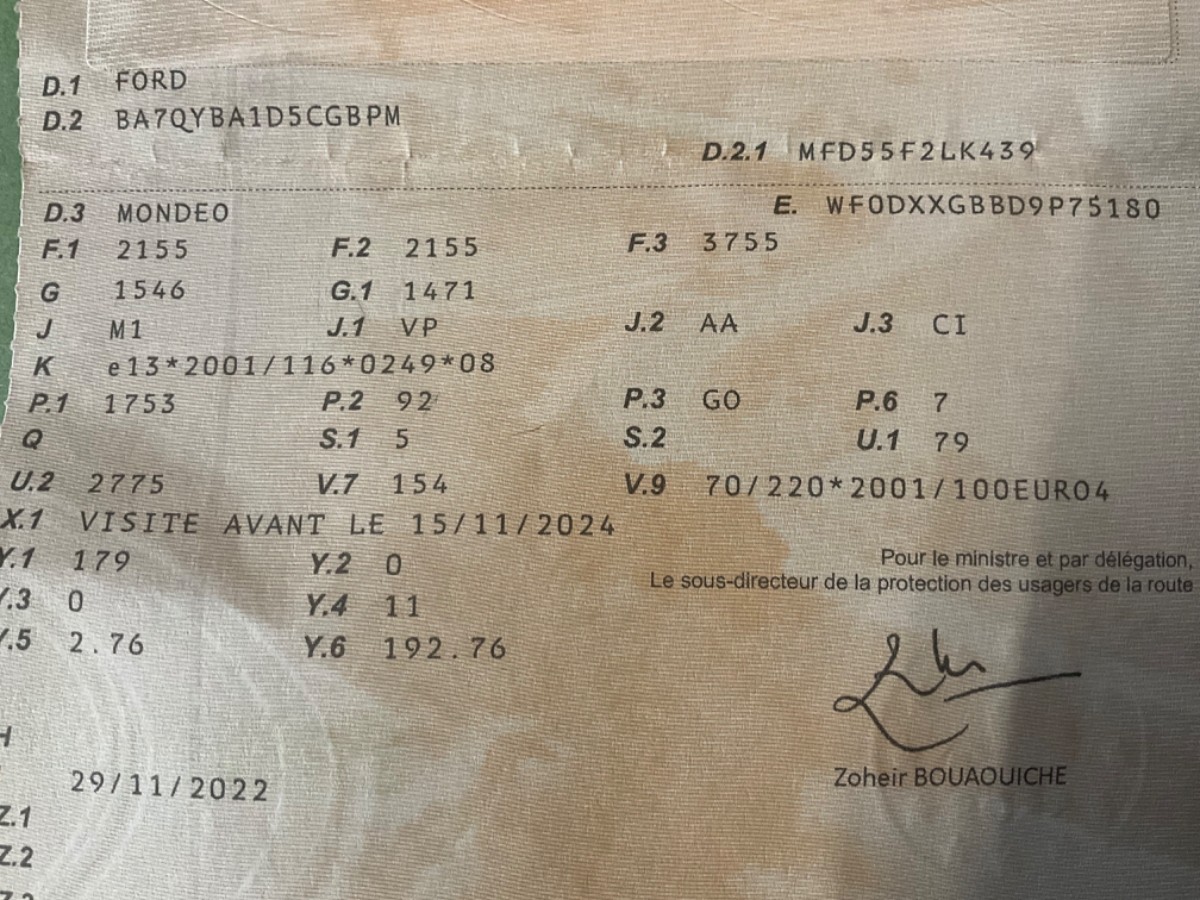 D.1 FORD
D.2 BA7QYBA1D5CGBPM
D.2.1 MFD55F2LK439
D.3 MONDEO E. WF0DXXGBBD9P75180
F.1 2155 F.2 2155 F.3 3755
G 1546 G.1 1471
J M1 J.1 VP J.2 AA J.3 CI
K e13*2001/116*0249*08
P.1 1753 P.2 92 P.3 GO P.6 7
Q S.1 5 S.2 U.1 79
U.2 2775 V.7 154 V.9 70/220*2001/100EURO4
X.1 VISITE AVANT LE 15/11/2024
Y.1 179 Y.2 0
Pour le ministre et par délégation,
Le sous-directeur de la protection des usagers de la route
Y.3 0 Y.4 11
Y.5 2.76 Y.6 192.76
H
29/11/2022
Zoheir BOUAOUICHE
Z.1
Z.2